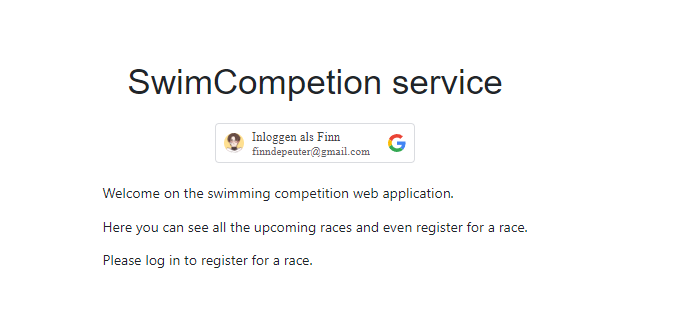 SwimCompetion service
Inloggen als Finn
finndepeuter@gmail.com
Welcome on the swimming competition web application.
Here you can see all the upcoming races and even register for a race.
Please log in to register for a race.